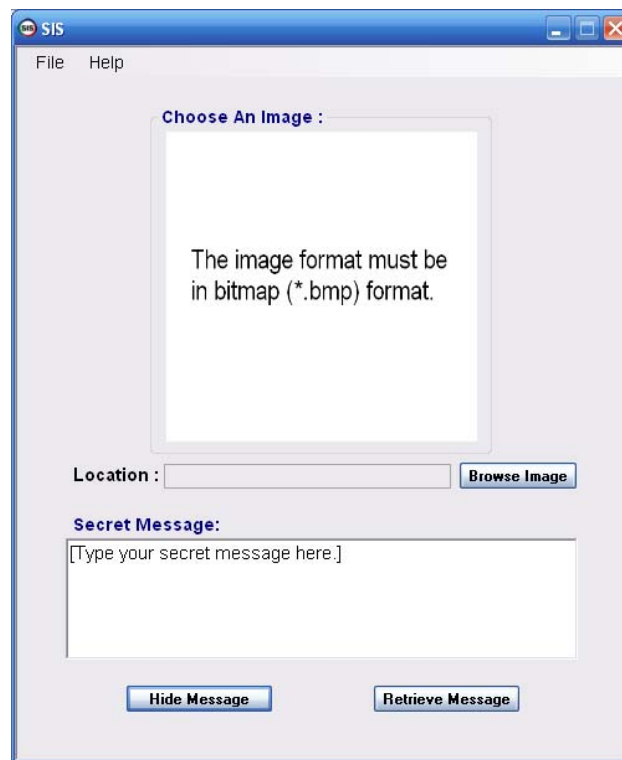 SIS SIS
File Help
Choose An Image :
The image format must be
in bitmap (*.bmp) format.
Location : Browse Image
Secret Message:
[Type your secret message here.]
Hide Message Retrieve Message